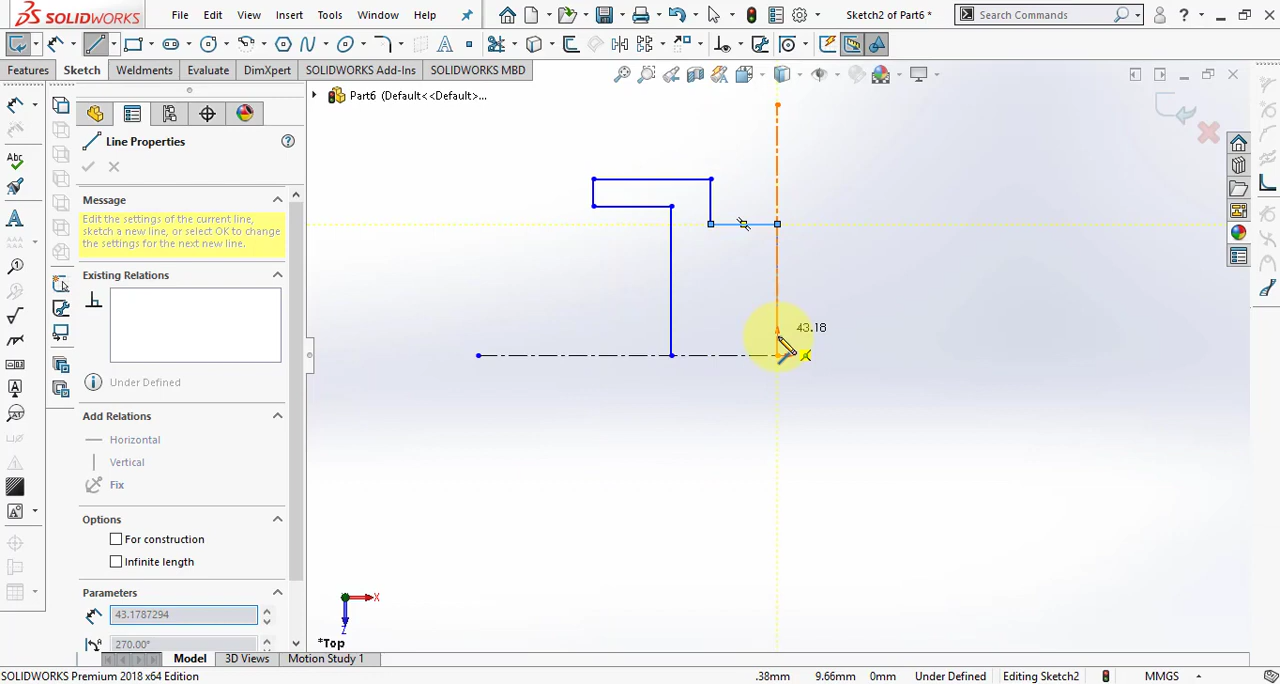 SOLIDWORKS File Edit View Insert Tools Window Help Sketch2 of Part6 * Search Commands ?
Features Sketch Weldments Evaluate DimXpert SOLIDWORKS Add-Ins SOLIDWORKS MBD
Part6 (Default<<Default>...
Line Properties
Message
Edit the settings of the current line, 
sketch a new line, or select OK to 
change the settings for the next new line.
Existing Relations
Under Defined
Add Relations
Horizontal
Vertical
Fix
Options
For construction
Infinite length
Parameters
43.1787294
270.00°
43.18
X
Z
*Top
Model 3D Views Motion Study 1
SOLIDWORKS Premium 2018 x64 Edition .38mm 9.66mm 0mm Under Defined Editing Sketch2 MMGS